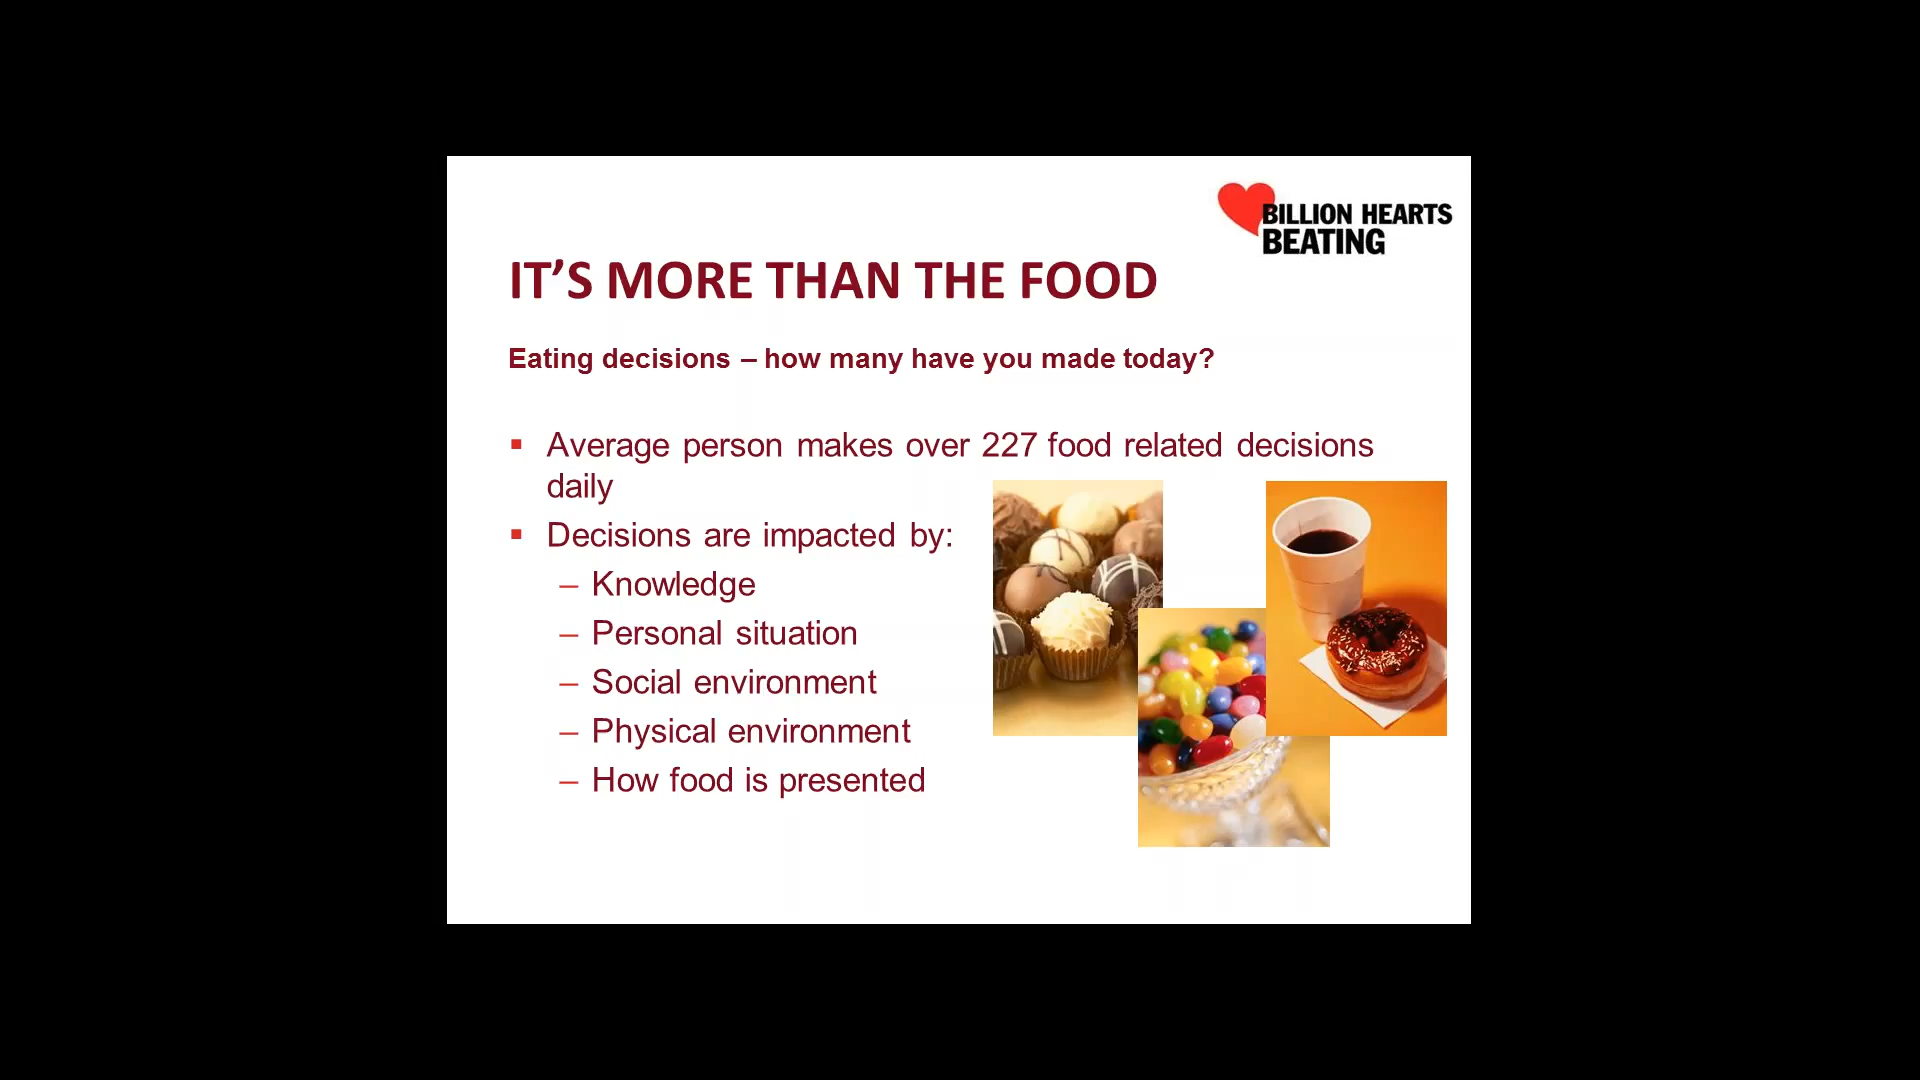 BILLION HEARTS
BEATING
IT’S MORE THAN THE FOOD
Eating decisions – how many have you made today?
▪ Average person makes over 227 food related decisions
daily
▪ Decisions are impacted by:
– Knowledge
– Personal situation
– Social environment
– Physical environment
– How food is presented